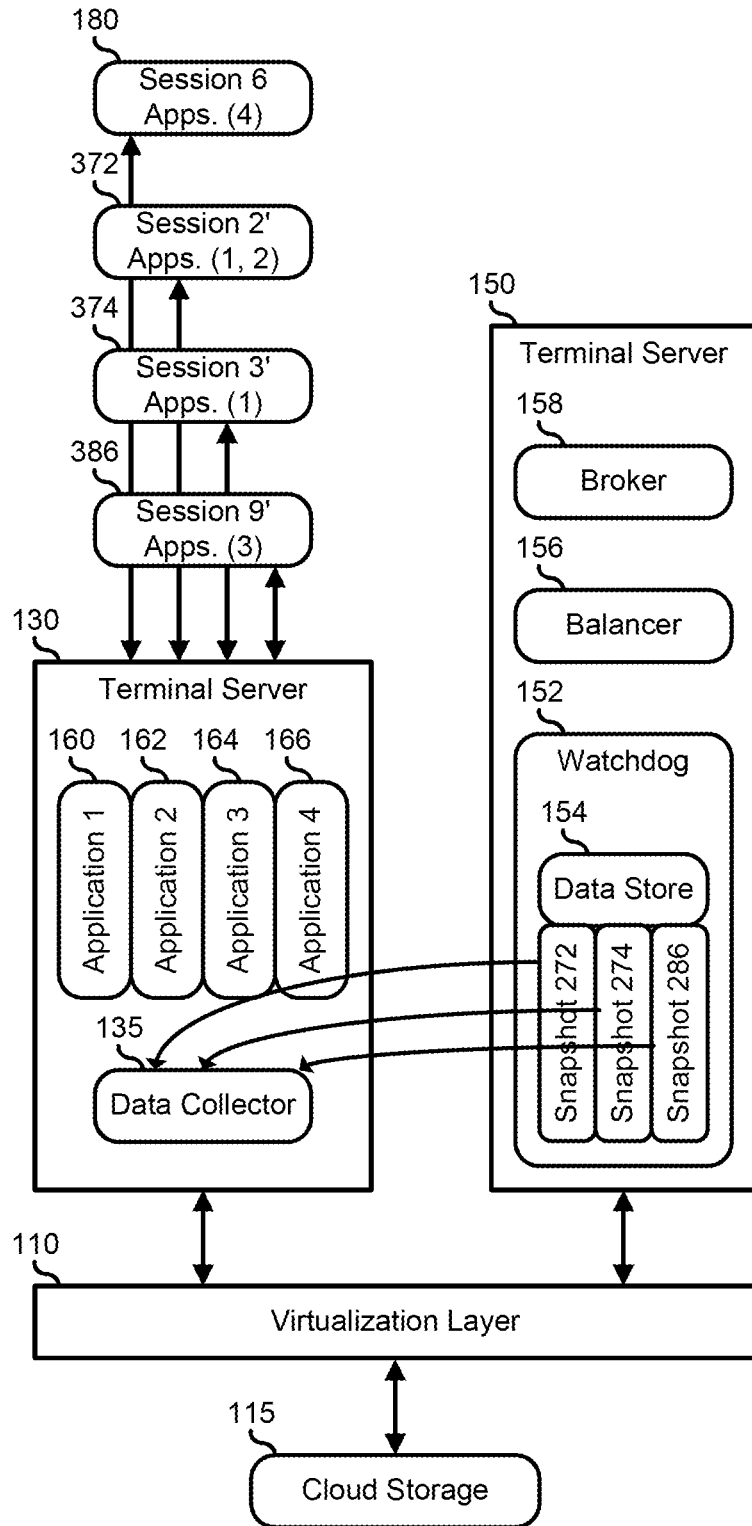 180
Session 6
Apps. (4)
372
Session 2'
Apps. (1, 2)
374
Session 3'
Apps. (1)
386
Session 9'
Apps. (3)
130
Terminal Server
160
162
164
166
Application 1
Application 2
Application 3
Application 4
135
Data Collector
150
Terminal Server
158
Broker
156
Balancer
152
Watchdog
154
Data Store
Snapshot 272
Snapshot 274
Snapshot 286
110
Virtualization Layer
115
Cloud Storage